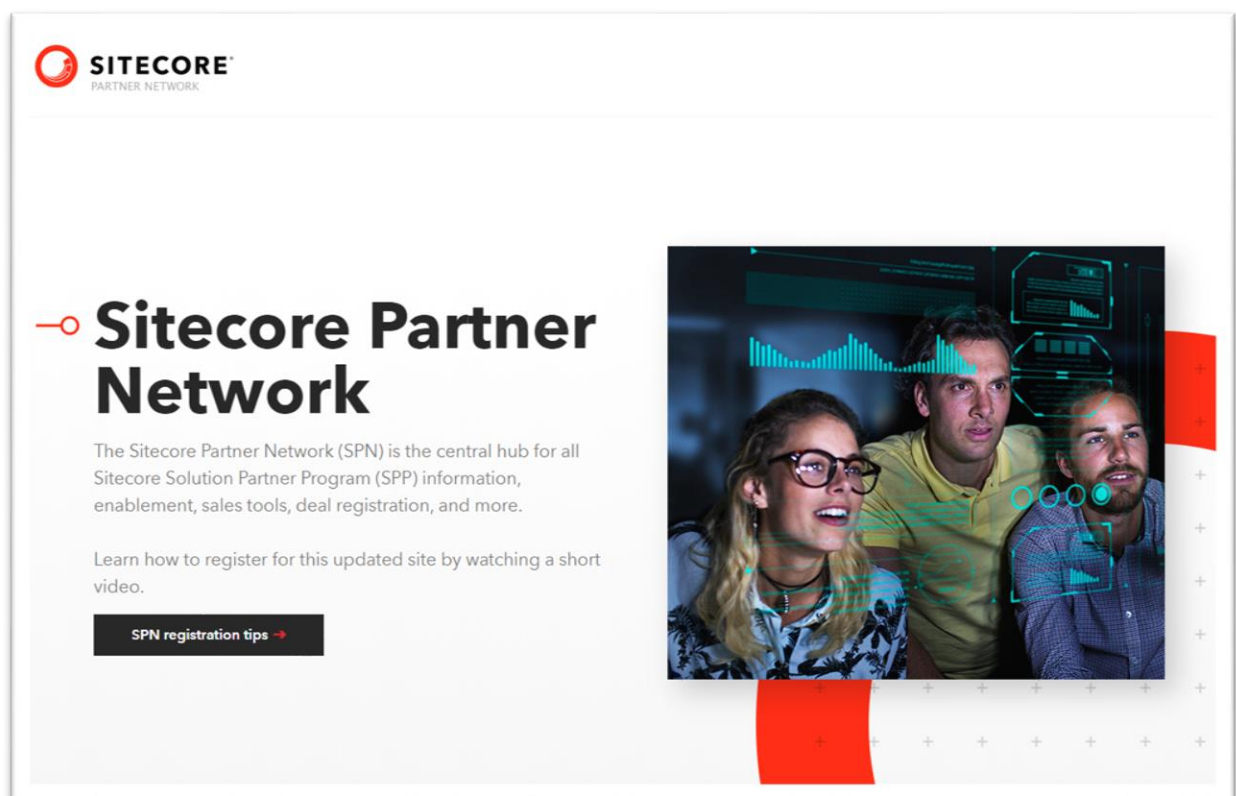 SITECORE®
PARTNER NETWORK
Sitecore Partner
Network
The Sitecore Partner Network (SPN) is the central hub for all
Sitecore Solution Partner Program (SPP) information,
enablement, sales tools, deal registration, and more.
Learn how to register for this updated site by watching a short
video.
SPN registration tips ➔